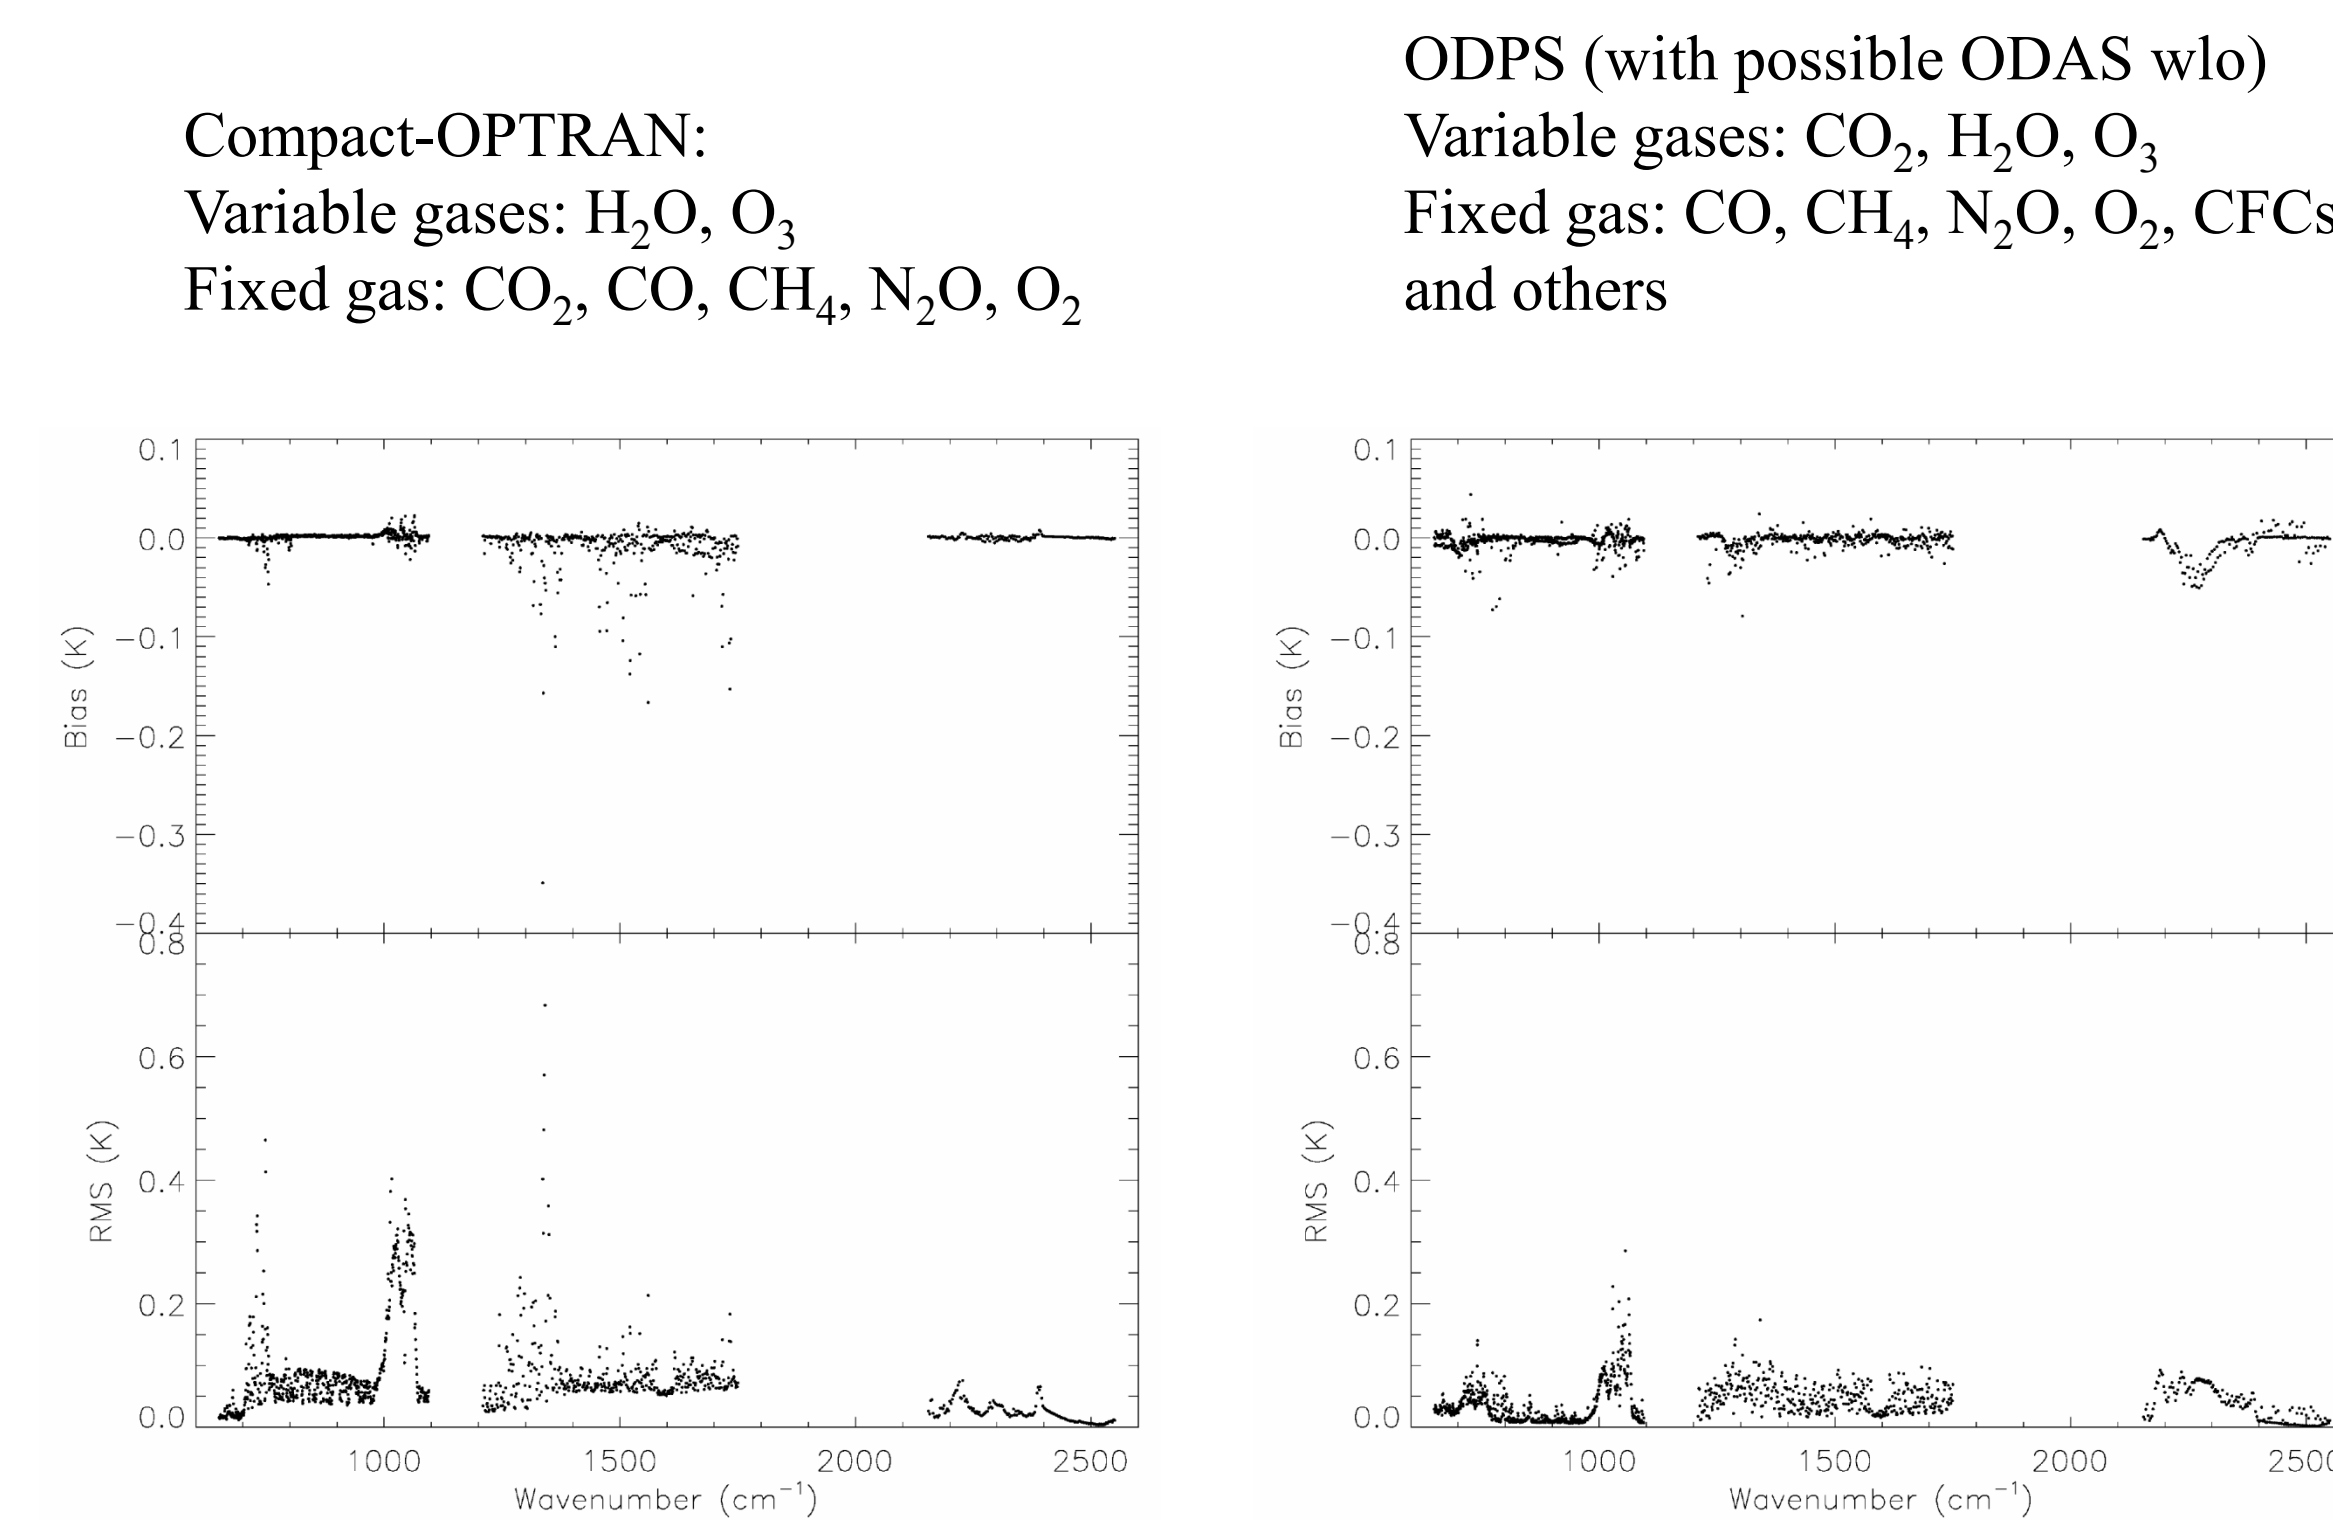 Compact-OPTRAN:
Variable gases: H₂O, O₃
Fixed gas: CO₂, CO, CH₄, N₂O, O₂
ODPS (with possible ODAS wlo)
Variable gases: CO₂, H₂O, O₃
Fixed gas: CO, CH₄, N₂O, O₂, CFCs
and others
0.1
0.0
−0.1
−0.2
−0.3
−0.4
Bias (K)
0.8
0.6
0.4
0.2
0.0
RMS (K)
1000 1500 2000 2500
Wavenumber (cm⁻¹)
0.1
0.0
−0.1
−0.2
−0.3
−0.4
Bias (K)
0.8
0.6
0.4
0.2
0.0
RMS (K)
1000 1500 2000 2500
Wavenumber (cm⁻¹)